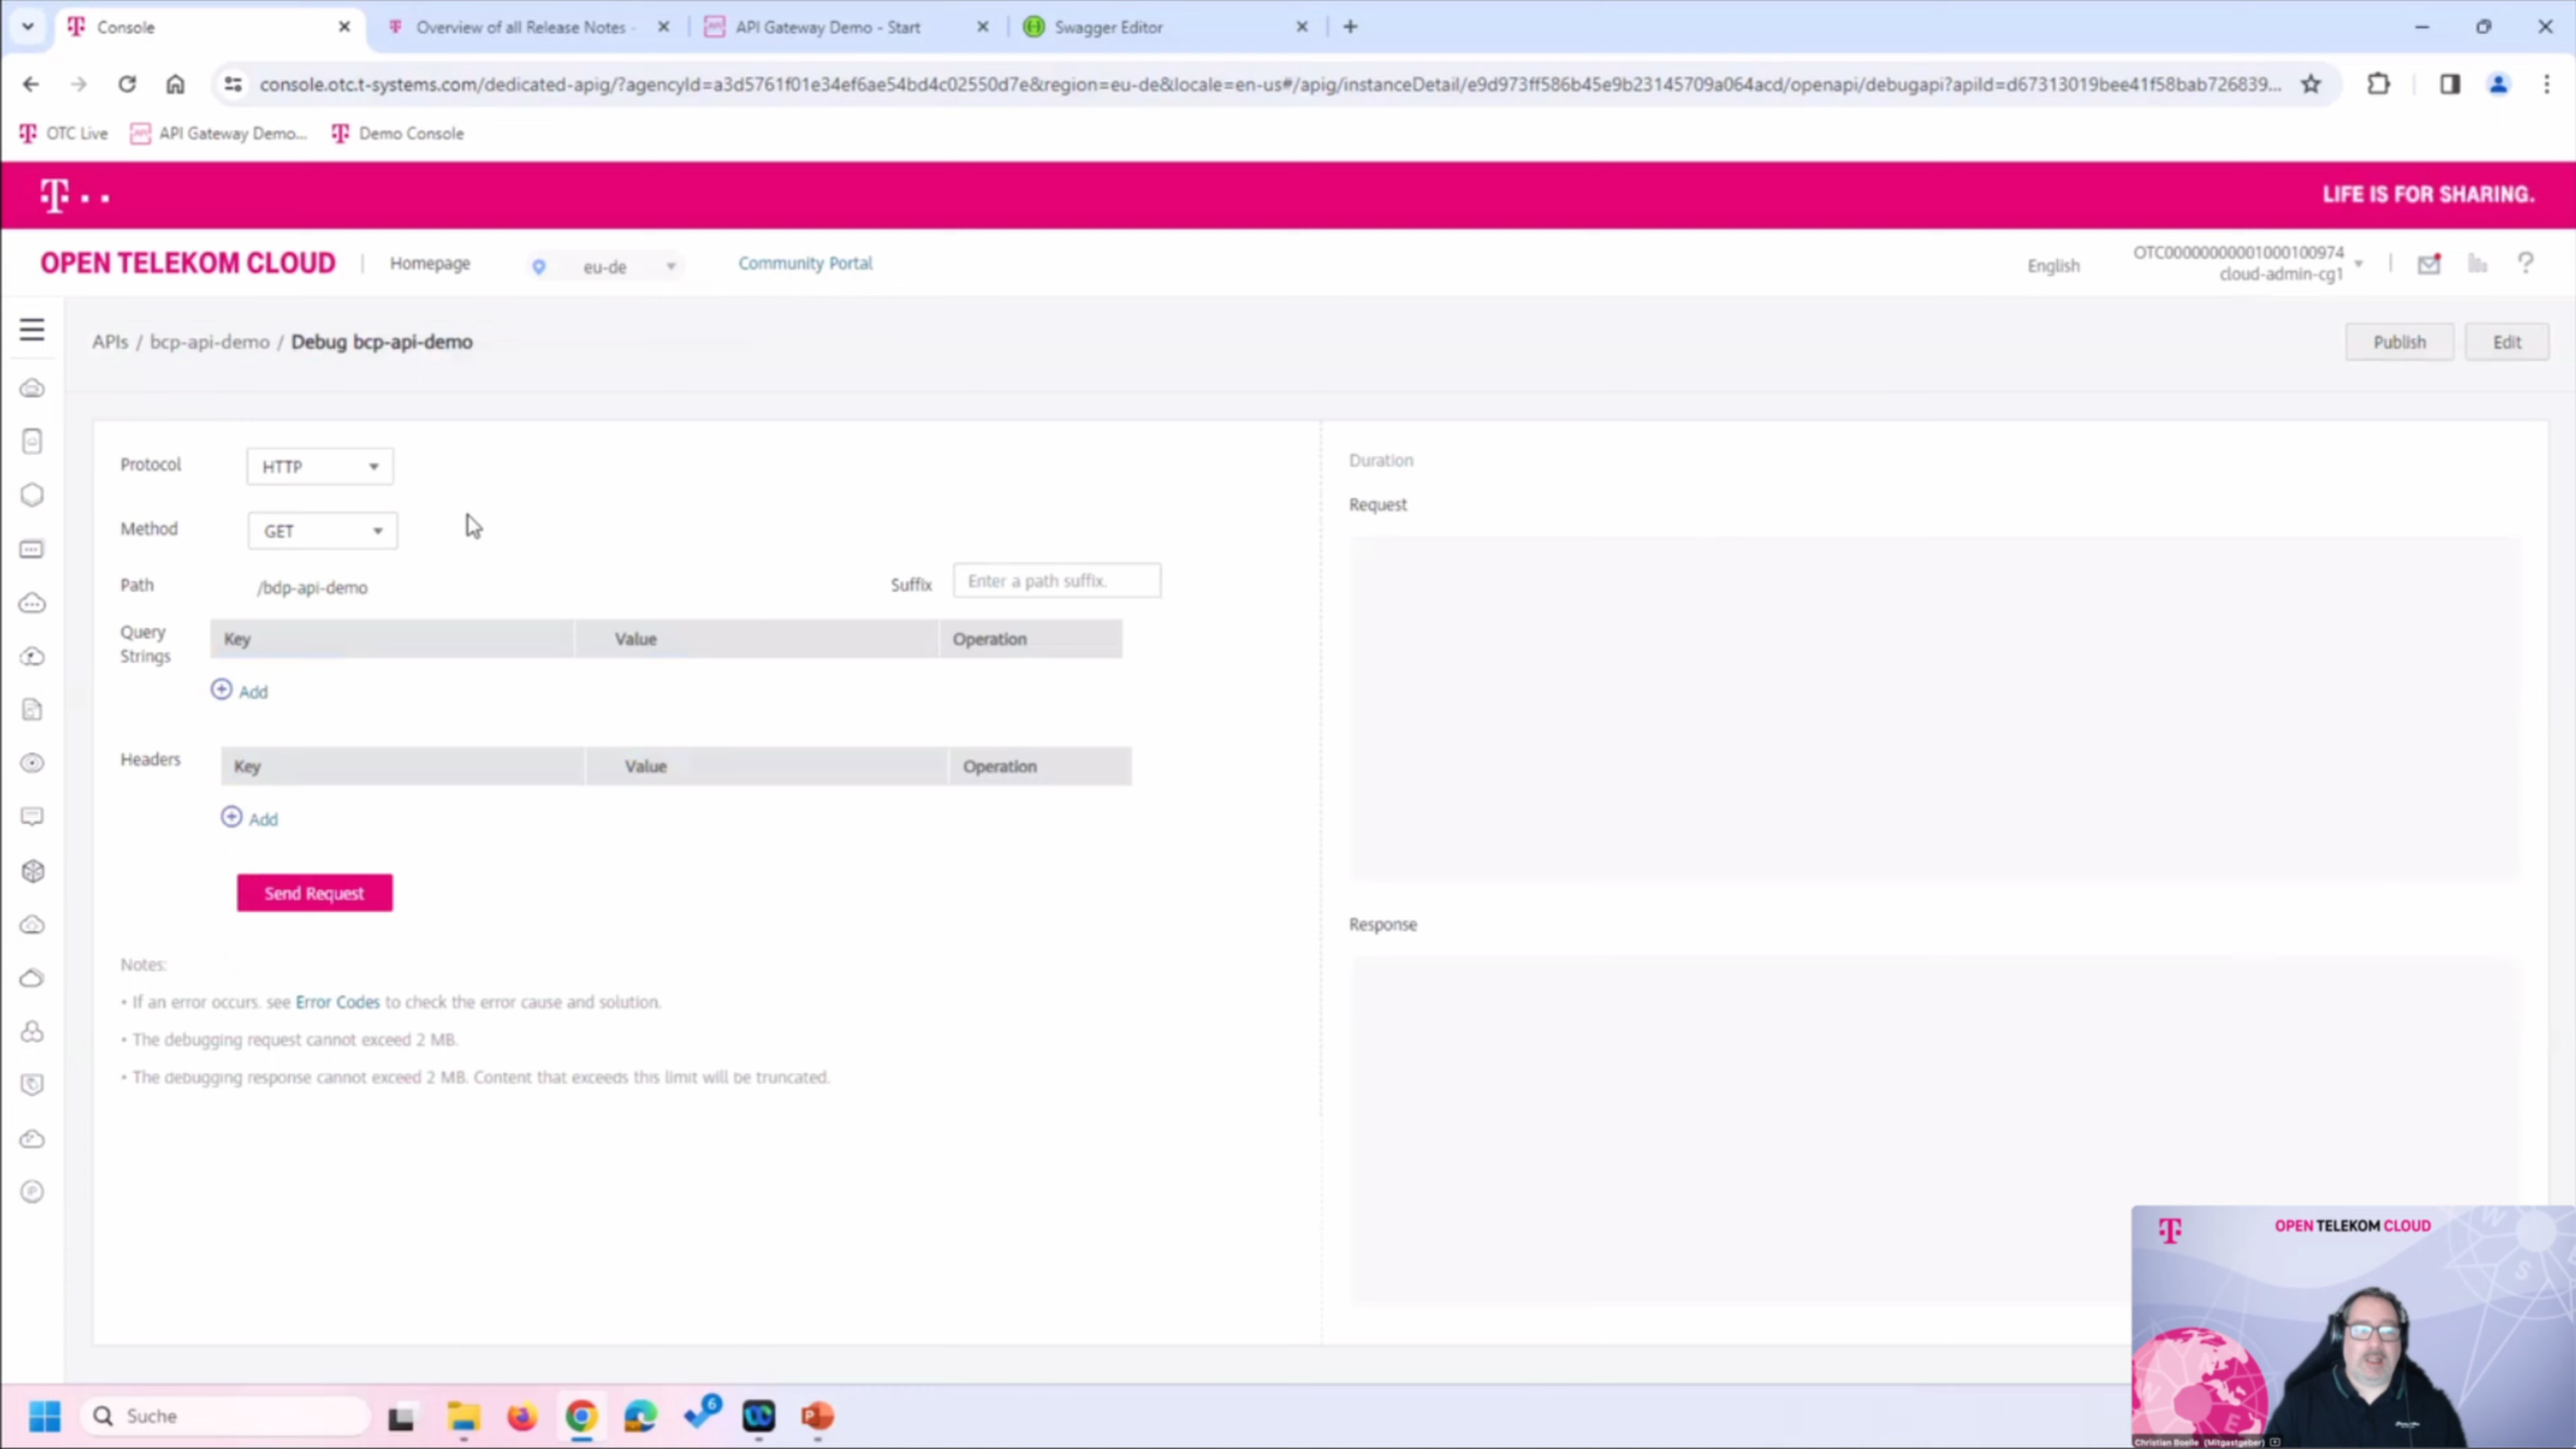 Console
Overview of all Release Notes -
API Gateway Demo - Start
Swagger Editor
console.otc.t-systems.com/dedicated-apig/?agencyId=a3d5761f01e34ef6ae54bd4c02550d7e&region=eu-de&locale=en-us#/apig/instanceDetail/e9d973ff586b45e9b23145709a064acd/openapi/debugapi?apiId=d67313019bee41f58bab726839...
OTC Live
API Gateway Demo...
Demo Console
LIFE IS FOR SHARING.
OPEN TELEKOM CLOUD
Homepage
eu-de
Community Portal
English
OTC00000000001000100974
cloud-admin-cg1
APIs / bcp-api-demo / Debug bcp-api-demo
Publish
Edit
Protocol
HTTP
Method
GET
Path
/bdp-api-demo
Suffix
Enter a path suffix.
Query
Strings
Key
Value
Operation
Add
Headers
Key
Value
Operation
Add
Send Request
Notes:
• If an error occurs. see Error Codes to check the error cause and solution.
• The debugging request cannot exceed 2 MB.
• The debugging response cannot exceed 2 MB. Content that exceeds this limit will be truncated.
Duration
Request
Response
OPEN TELEKOM CLOUD
Christian Boelle (Mitgastgeber)
Suche
6